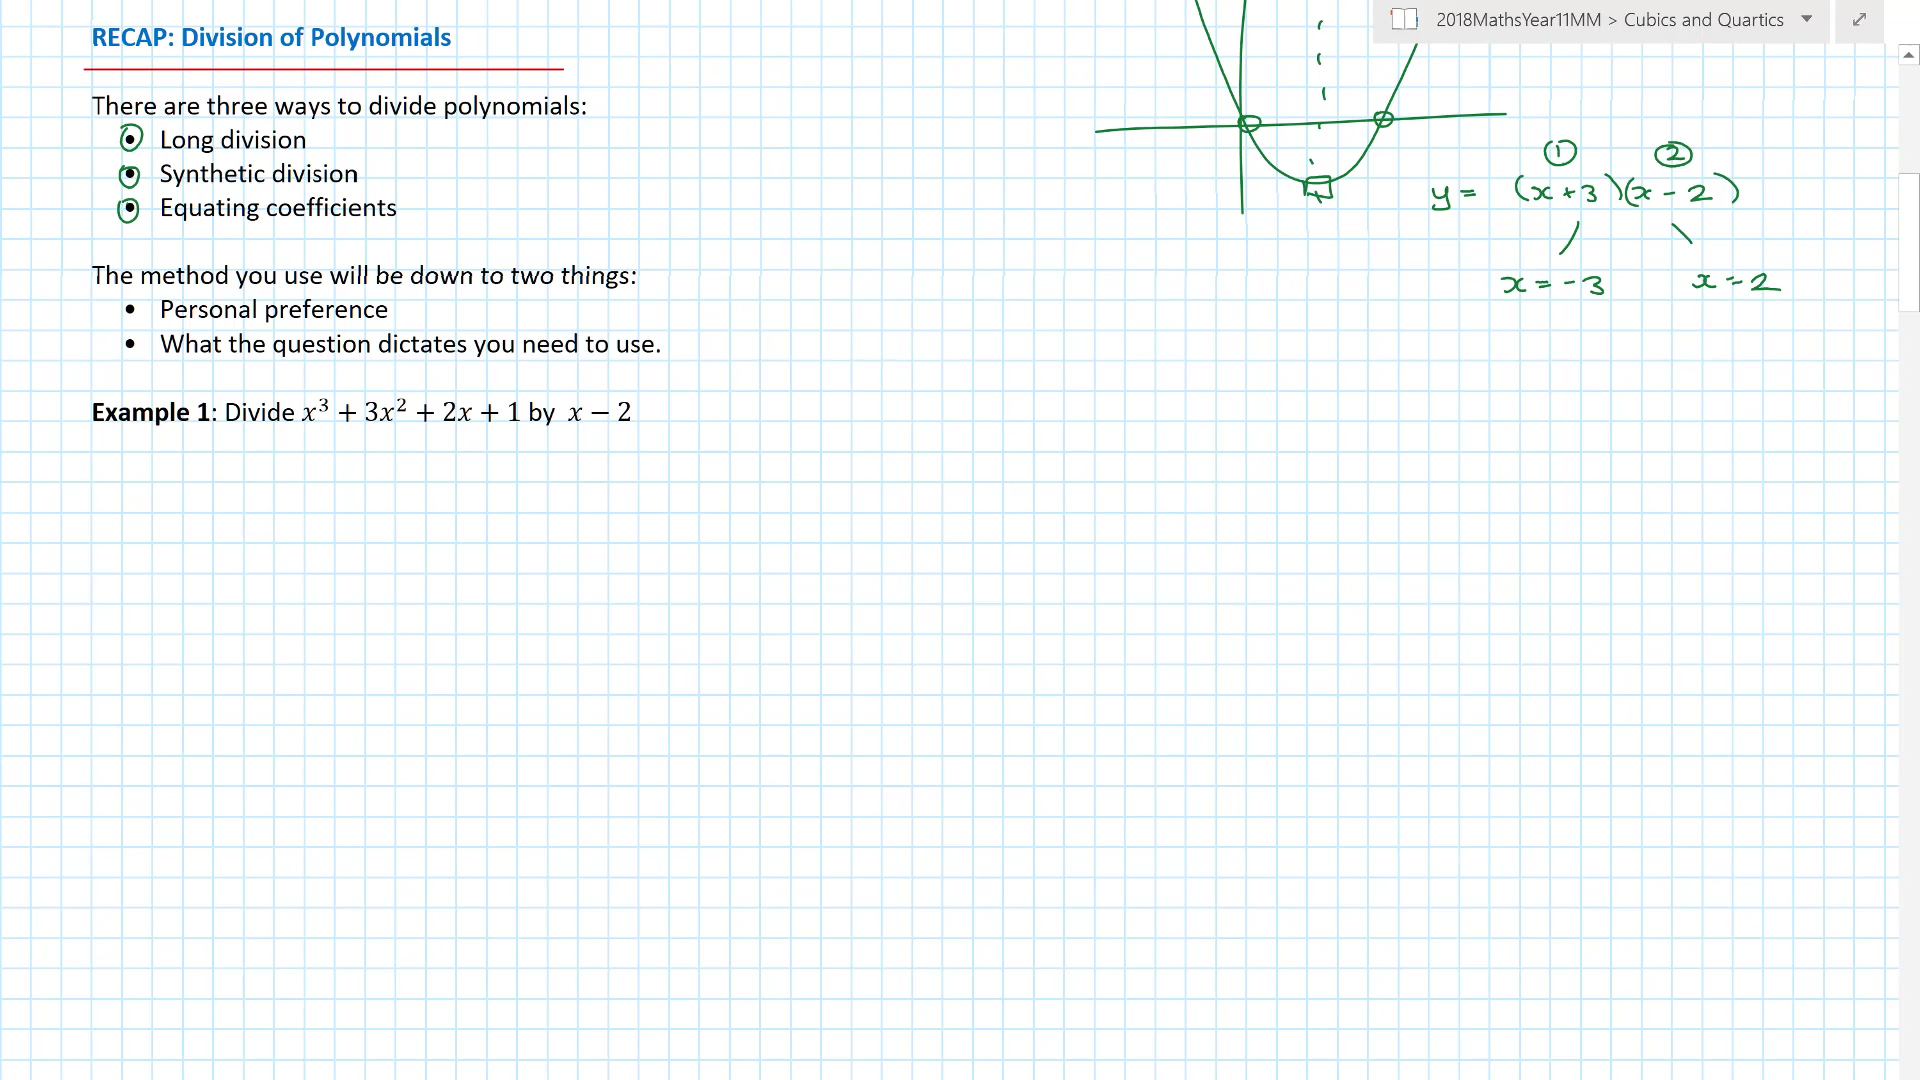 2018MathsYear11MM > Cubics and Quartics
RECAP: Division of Polynomials
There are three ways to divide polynomials:
• Long division
• Synthetic division
• Equating coefficients
The method you use will be down to two things:
• Personal preference
• What the question dictates you need to use.
Example 1: Divide x³ + 3x² + 2x + 1 by x − 2
① ②
y = (x+3)(x-2)
x = -3 x = 2